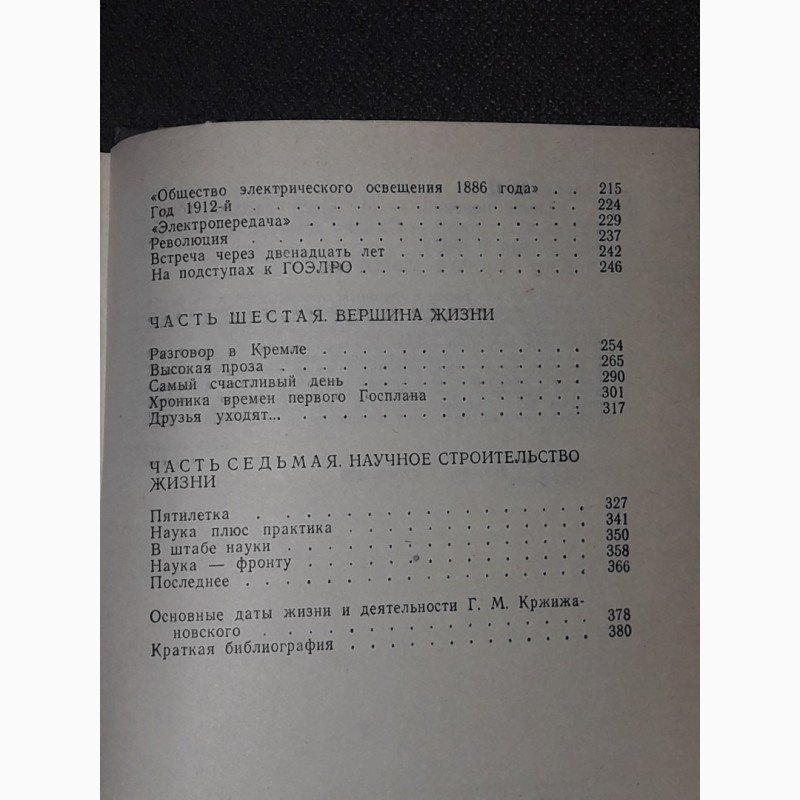 «Общество электрического освещения 1886 года» . . 215
Год 1912-й . . . . . . . . . . . . . . . . 224
«Электропередача» . . . . . . . . . . . . . 229
Революция . . . . . . . . . . . . . . . . 237
Встреча через двенадцать лет . . . . . . . . . 242
На подступах к ГОЭЛРО . . . . . . . . . . . 246
ЧАСТЬ ШЕСТАЯ. ВЕРШИНА ЖИЗНИ
Разговор в Кремле . . . . . . . . . . . . . 254
Высокая проза . . . . . . . . . . . . . . 265
Самый счастливый день . . . . . . . . . . . 290
Хроника времен первого Госплана . . . . . . . 301
Друзья уходят... . . . . . . . . . . . . . 317
ЧАСТЬ СЕДЬМАЯ. НАУЧНОЕ СТРОИТЕЛЬСТВО
ЖИЗНИ
Пятилетка . . . . . . . . . . . . . . . . 327
Наука плюс практика . . . . . . . . . . . . 341
В штабе науки . . . . . . . . . . . . . . 350
Наука — фронту . . . . . . . . . . . . . . 358
Последнее . . . . . . . . . . . . . . . . 366
Основные даты жизни и деятельности Г. М. Кржижа-
новского . . . . . . . . . . . . . . . . 378
Краткая библиография . . . . . . . . . . . . 380